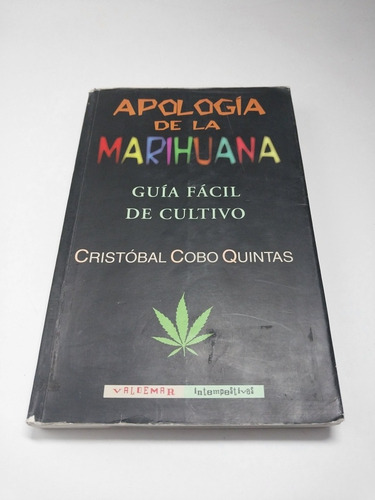 APOLOGÍA
DE LA
MARIHUANA
GUÍA FÁCIL
DE CULTIVO
CRISTÓBAL COBO QUINTAS
VALDEMAR intempestivas